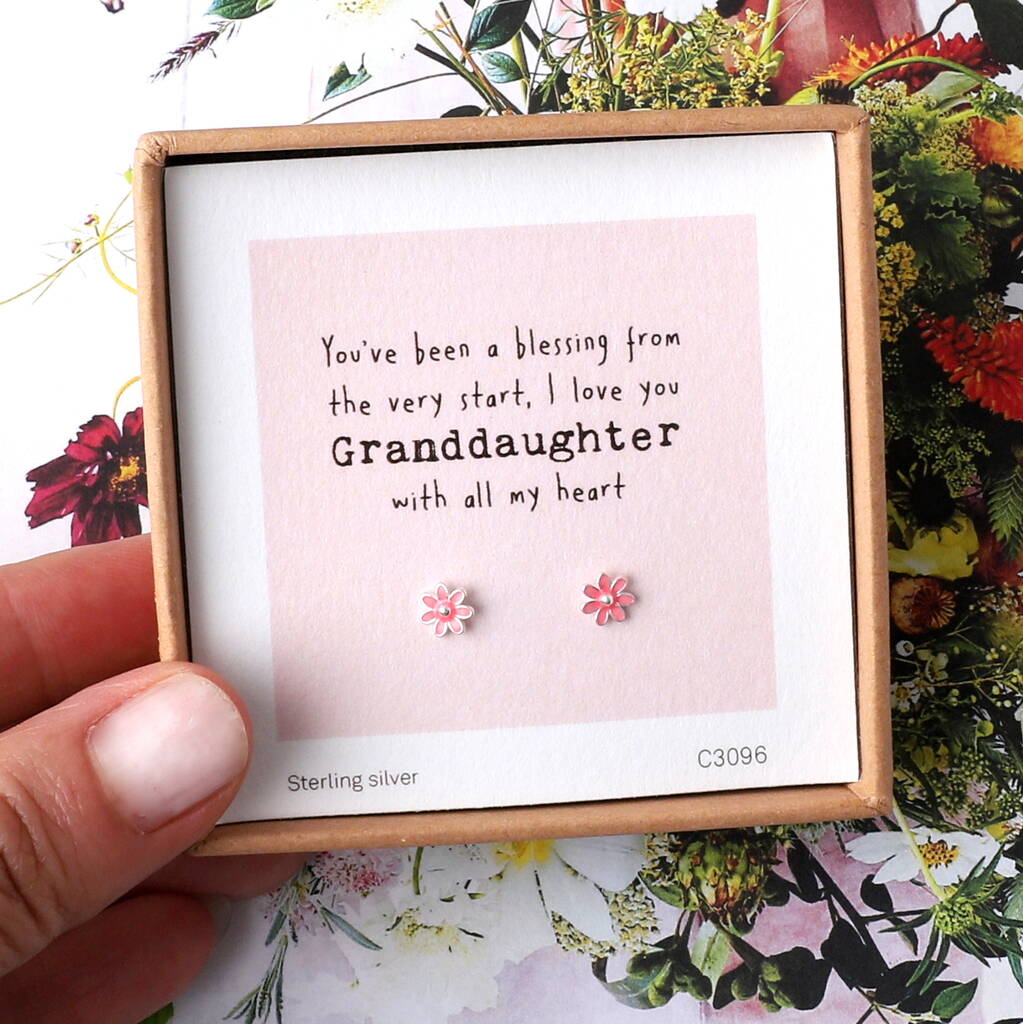 You've been a blessing from
the very start, I love you
Granddaughter
with all my heart
Sterling silver
C3096